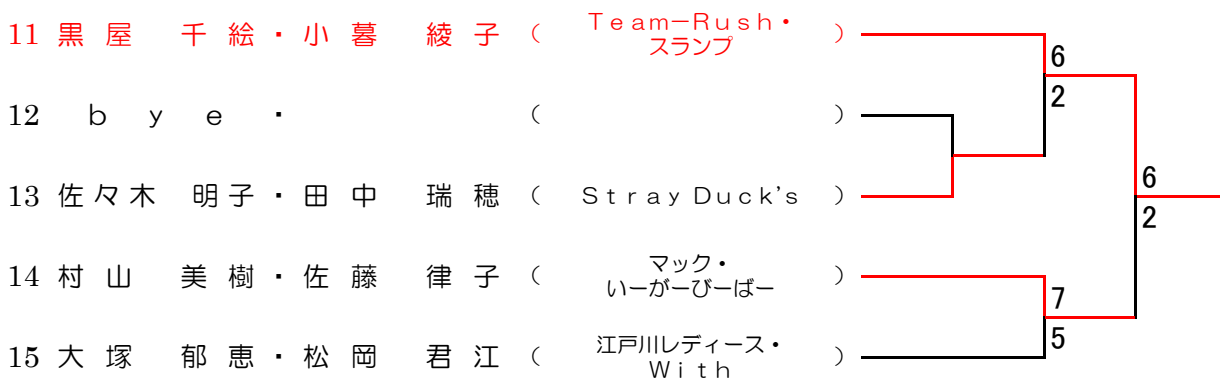 11 黒屋 千絵・小暮 綾子 ( Team－Rush・スランプ )
6
2
12 bye・ ( )
13 佐々木 明子・田中 瑞穂 ( Stray Duck's )
6
2
14 村山 美樹・佐藤 律子 ( マック・いーがーびーばー )
7
5
15 大塚 郁恵・松岡 君江 ( 江戸川レディース・With )